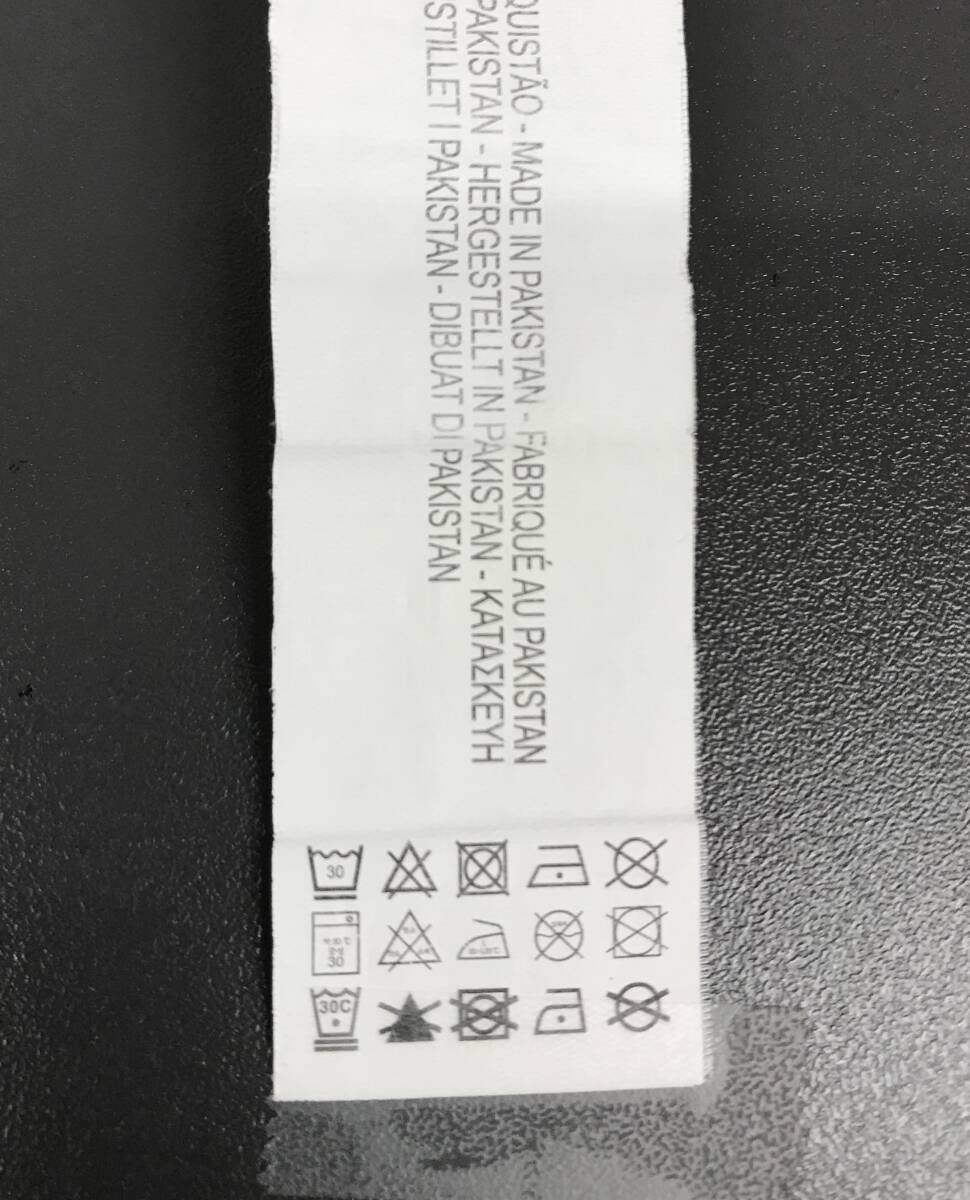 QUISTÃO - MADE IN PAKISTAN - FABRIQUÉ AU PAKISTAN
PAKISTAN - HERGESTELLT IN PAKISTAN - ΚΑΤΑΣΚΕΥΗ
STILLET I PAKISTAN - DIBUAT DI PAKISTAN
30
30
30C